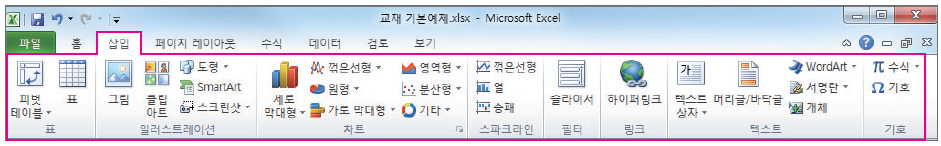 교재 기본예제.xlsx - Microsoft Excel
파일 홈 삽입 페이지 레이아웃 수식 데이터 검토 보기
피벗 테이블
표
그림
클립 아트
도형
SmartArt
스크린샷
세로 막대형
꺾은선형
원형
가로 막대형
영역형
분산형
기타
꺾은선형
열
승패
슬라이서
하이퍼링크
텍스트 상자
머리글/바닥글
WordArt
서명란
개체
수식
기호
표 일러스트레이션 차트 스파크라인 필터 링크 텍스트 기호